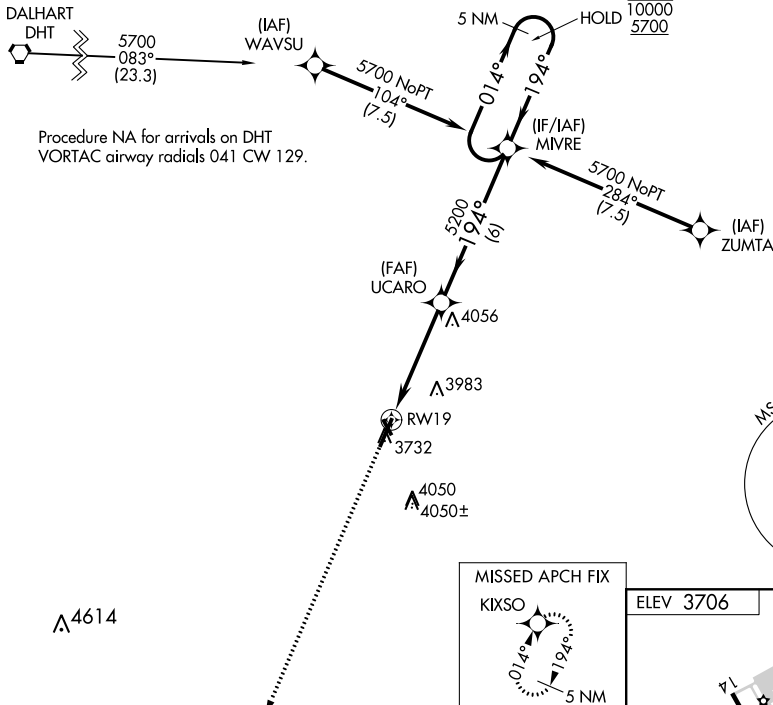 DALHART
DHT
5700
083°
(23.3)
(IAF)
WAVSU
5700 NoPT
104°
(7.5)
5 NM
HOLD
10000
5700
014°
194°
(IF/IAF)
MIVRE
Procedure NA for arrivals on DHT
VORTAC airway radials 041 CW 129.
5700 NoPT
284°
(7.5)
(IAF)
ZUMTA
5200
194°
(6)
(FAF)
UCARO
4056
3983
RW19
3732
4050
4050±
4614
MISSED APCH FIX
KIXSO
014°
194°
5 NM
ELEV 3706
14